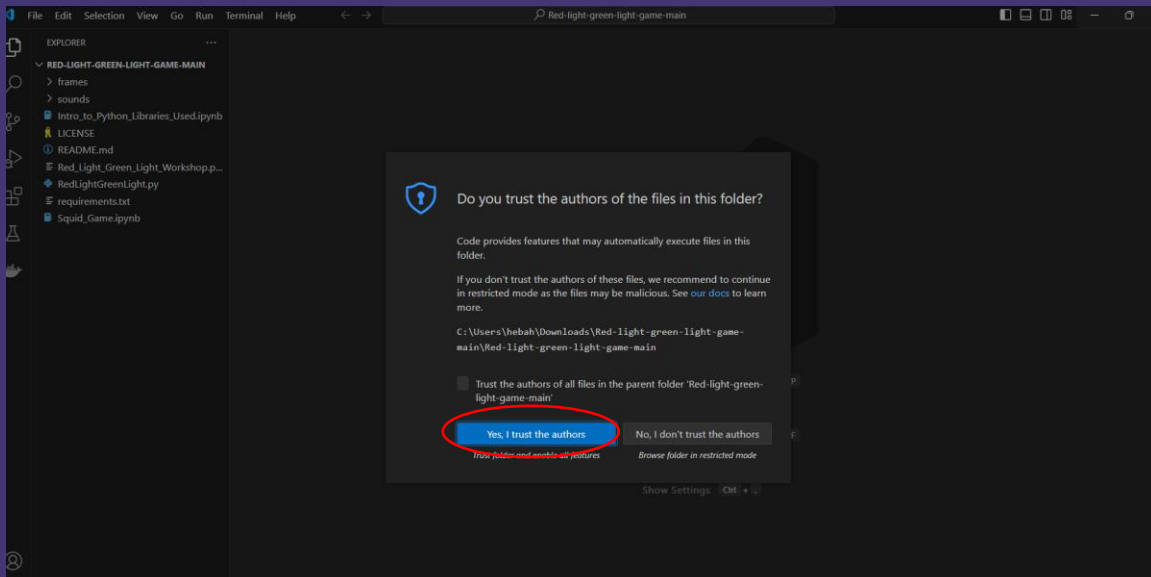 File Edit Selection View Go Run Terminal Help
Red-light-green-light-game-main
EXPLORER
RED-LIGHT-GREEN-LIGHT-GAME-MAIN
frames
sounds
Intro_to_Python_Libraries_Used.ipynb
LICENSE
README.md
Red_Light_Green_Light_Workshop.p...
RedLightGreenLight.py
requirements.txt
Squid_Game.ipynb
Do you trust the authors of the files in this folder?
Code provides features that may automatically execute files in this
folder.
If you don't trust the authors of these files, we recommend to continue
in restricted mode as the files may be malicious. See our docs to learn
more.
C:\Users\hebah\Downloads\Red-light-green-light-game-
main\Red-light-green-light-game-main
Trust the authors of all files in the parent folder 'Red-light-green-
light-game-main'
P
Yes, I trust the authors No, I don't trust the authors
F
Trust folder and enable all features Browse folder in restricted mode
Show Settings Ctrl + ,